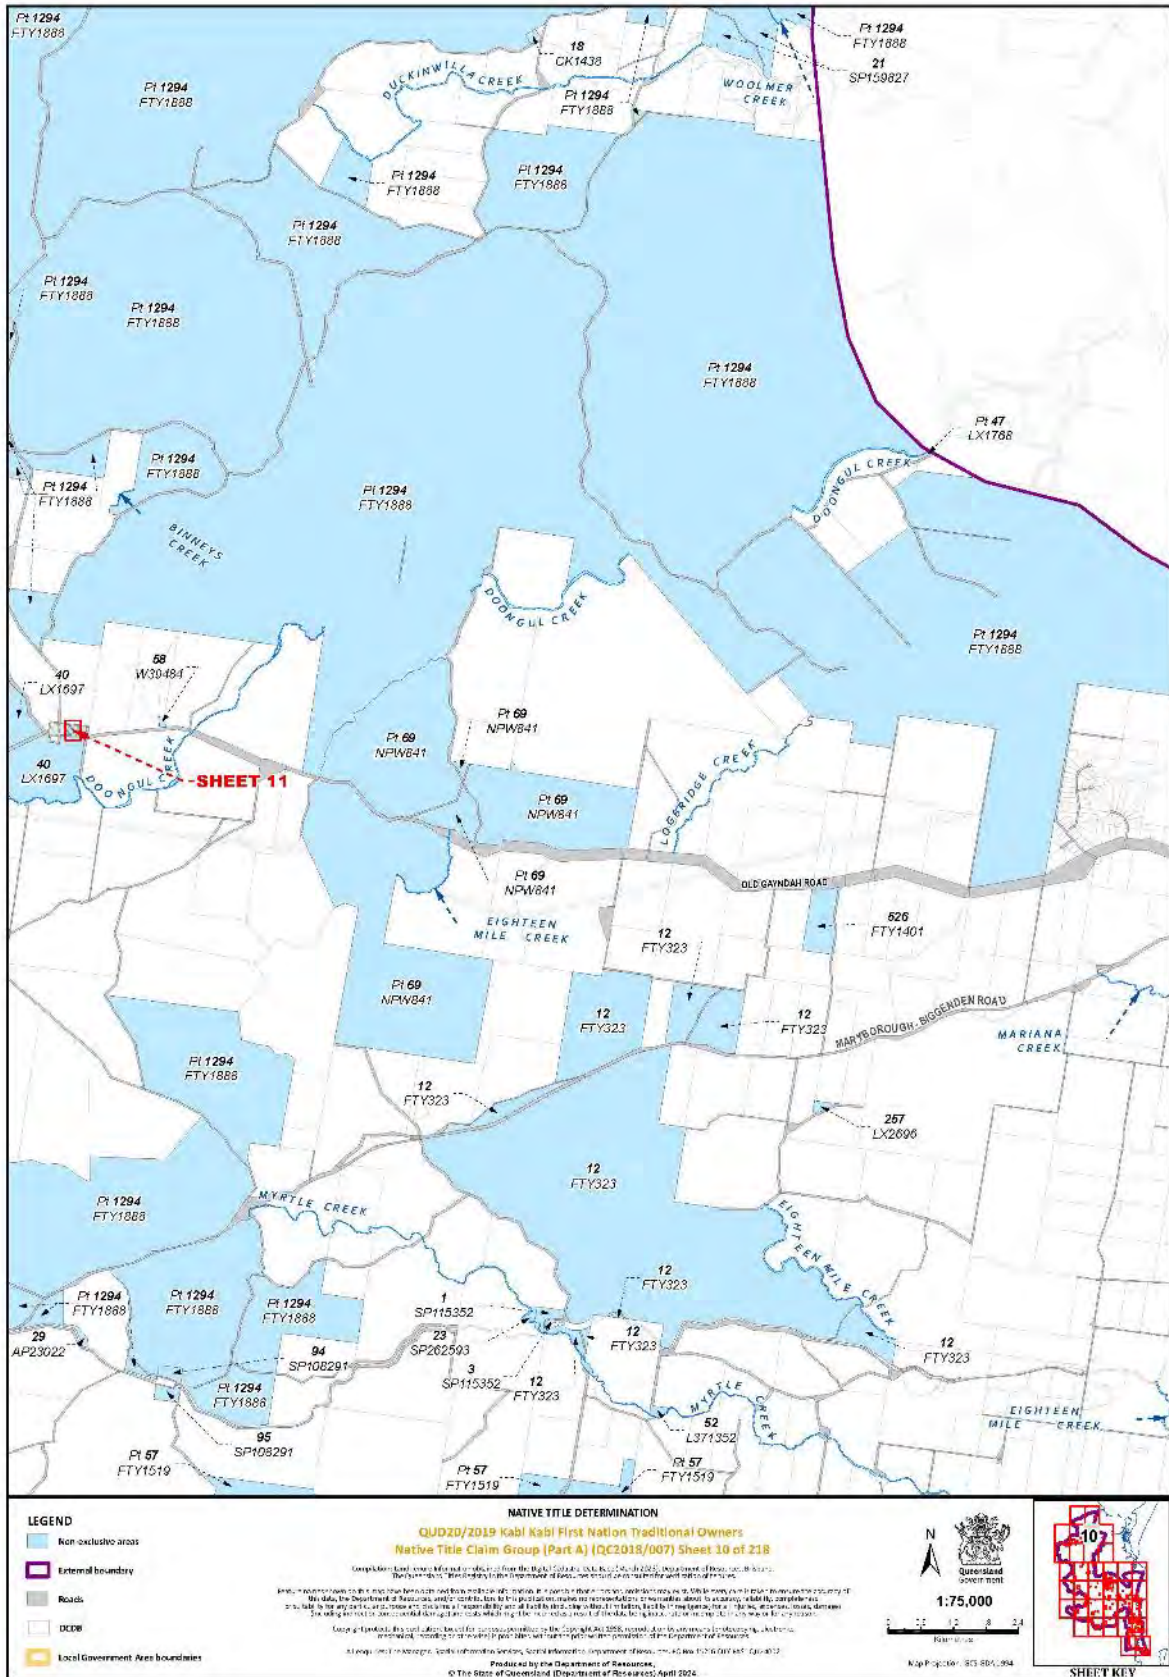 Pt 1294
FTY1888
Pt 1294
FTY1888
18
CK1438
DUCKINWILLA CREEK
Pt 1294
FTY1888
WOOLMER
CREEK
Pt 1294
FTY1888
21
SP159827
Pt 1294
FTY1888
Pt 1294
FTY1888
Pt 1294
FTY1888
Pt 1294
FTY1888
Pt 1294
FTY1888
Pt 1294
FTY1888
Pt 47
LX1768
DOONGUL CREEK
Pt 1294
FTY1888
Pt 1294
FTY1888
Pt 1294
FTY1888
BINNEYS
CREEK
DOONGUL CREEK
Pt 1294
FTY1888
58
W39484
40
LX1697
40
LX1697
DOONGUL CREEK
SHEET 11
Pt 69
NPW841
Pt 69
NPW841
Pt 69
NPW841
LOGBRIDGE CREEK
Pt 69
NPW841
OLD GAYNDAH ROAD
EIGHTEEN
MILE CREEK
12
FTY323
526
FTY1401
Pt 69
NPW841
12
FTY323
12
FTY323
MARYBOROUGH - BIGGENDEN ROAD
MARIANA
CREEK
Pt 1294
FTY1888
12
FTY323
257
LX2696
12
FTY323
Pt 1294
FTY1888
MYRTLE CREEK
EIGHTEEN MILE CREEK
12
FTY323
Pt 1294
FTY1888
Pt 1294
FTY1888
Pt 1294
FTY1888
29
AP23022
1
SP115352
23
SP262593
3
SP115352
12
FTY323
12
FTY323
12
FTY323
94
SP108291
Pt 1294
FTY1888
95
SP108291
MYRTLE CREEK
52
L371352
EIGHTEEN
MILE CREEK
Pt 57
FTY1519
Pt 57
FTY1519
Pt 57
FTY1519
LEGEND
Non-exclusive areas
External boundary
Roads
DCDB
Local Government Area boundaries
NATIVE TITLE DETERMINATION
QUD20/2019 Kabi Kabi First Nation Traditional Owners
Native Title Claim Group (Part A) (QC2018/007) Sheet 10 of 218
Produced by the Department of Resources.
© The State of Queensland (Department of Resources) April 2024
N
Queensland
Government
1:75,000
Kilometres
10
SHEET KEY